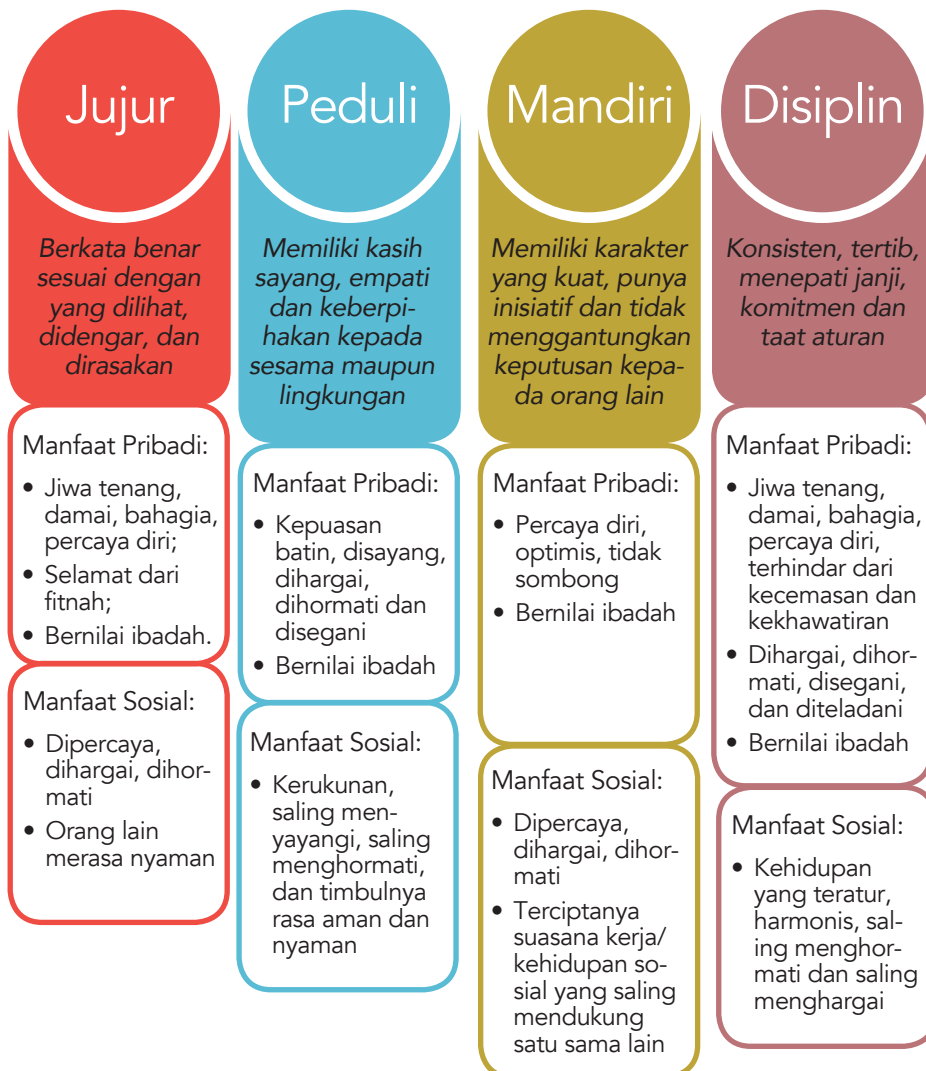 Jujur
Berkata benar
sesuai dengan
yang dilihat,
didengar, dan
dirasakan
Manfaat Pribadi:
• Jiwa tenang,
damai, bahagia,
percaya diri;
• Selamat dari
fitnah;
• Bernilai ibadah.
Manfaat Sosial:
• Dipercaya,
dihargai, dihor-
mati
• Orang lain
merasa nyaman
Peduli
Memiliki kasih
sayang, empati
dan keberpi-
hakan kepada
sesama maupun
lingkungan
Manfaat Pribadi:
• Kepuasan
batin, disayang,
dihargai,
dihormati dan
disegani
• Bernilai ibadah
Manfaat Sosial:
• Kerukunan,
saling men-
yayangi, saling
menghormati,
dan timbulnya
rasa aman dan
nyaman
Mandiri
Memiliki karakter
yang kuat, punya
inisiatif dan tidak
menggantungkan
keputusan kepa-
da orang lain
Manfaat Pribadi:
• Percaya diri,
optimis, tidak
sombong
• Bernilai ibadah
Manfaat Sosial:
• Dipercaya,
dihargai, dihor-
mati
• Terciptanya
suasana kerja/
kehidupan so-
sial yang saling
mendukung
satu sama lain
Disiplin
Konsisten, tertib,
menepati janji,
komitmen dan
taat aturan
Manfaat Pribadi:
• Jiwa tenang,
damai, bahagia,
percaya diri,
terhindar dari
kecemasan dan
kekhawatiran
• Dihargai, dihor-
mati, disegani,
dan diteladani
• Bernilai ibadah
Manfaat Sosial:
• Kehidupan
yang teratur,
harmonis, sal-
ing menghor-
mati dan saling
menghargai